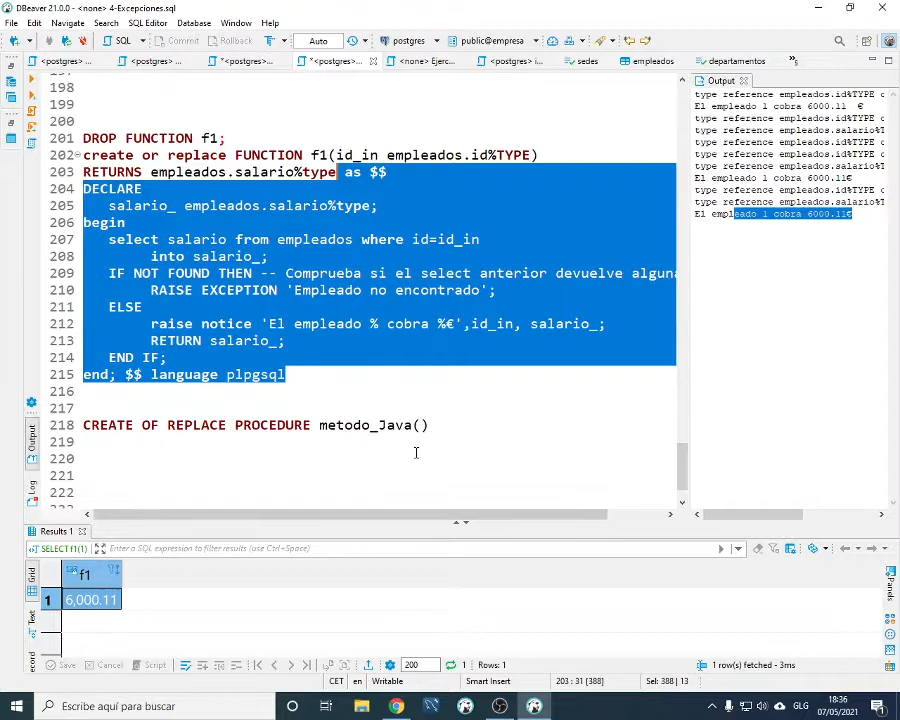 DBeaver 21.0.0 - <none> 4-Excepciones.sql
File Edit Navigate Search SQL Editor Database Window Help
SQL Commit Rollback Auto postgres public@empresa
<postgres> ... <postgres> ... *<postgres>... *<postgres>... <none> Ejerc... <postgres> i... sedes empleados departamentos
198
199
200
201 DROP FUNCTION f1;
202 create or replace FUNCTION f1(id_in empleados.id%TYPE)
203 RETURNS empleados.salario%type as $$
204 DECLARE
205 salario_ empleados.salario%type;
206 begin
207 select salario from empleados where id=id_in
208 into salario_;
209 IF NOT FOUND THEN -- Comprueba si el select anterior devuelve alguna
210 RAISE EXCEPTION 'Empleado no encontrado';
211 ELSE
212 raise notice 'El empleado % cobra %€',id_in, salario_;
213 RETURN salario_;
214 END IF;
215 end; $$ language plpgsql
216
217
218 CREATE OF REPLACE PROCEDURE metodo_Java()
219
220
221
222
Output
type reference empleados.id%TYPE c
El empleado 1 cobra 6000.11 €
type reference empleados.id%TYPE c
type reference empleados.salario%T
type reference empleados.id%TYPE c
type reference empleados.salario%T
El empleado 1 cobra 6000.11€
type reference empleados.id%TYPE c
type reference empleados.salario%T
El empleado 1 cobra 6000.11€
Output
Log
Results 1
SELECT f1(1) Enter a SQL expression to filter results (use Ctrl+Space)
Grid
Text
f1
1 6,000.11
Panels
Save Cancel Script 200 1 Rows: 1 1 row(s) fetched - 3ms
CET en Writable Smart Insert 203 : 31 [388] Sel: 388 | 13
Escribe aquí para buscar
GLG
18:36
07/05/2021